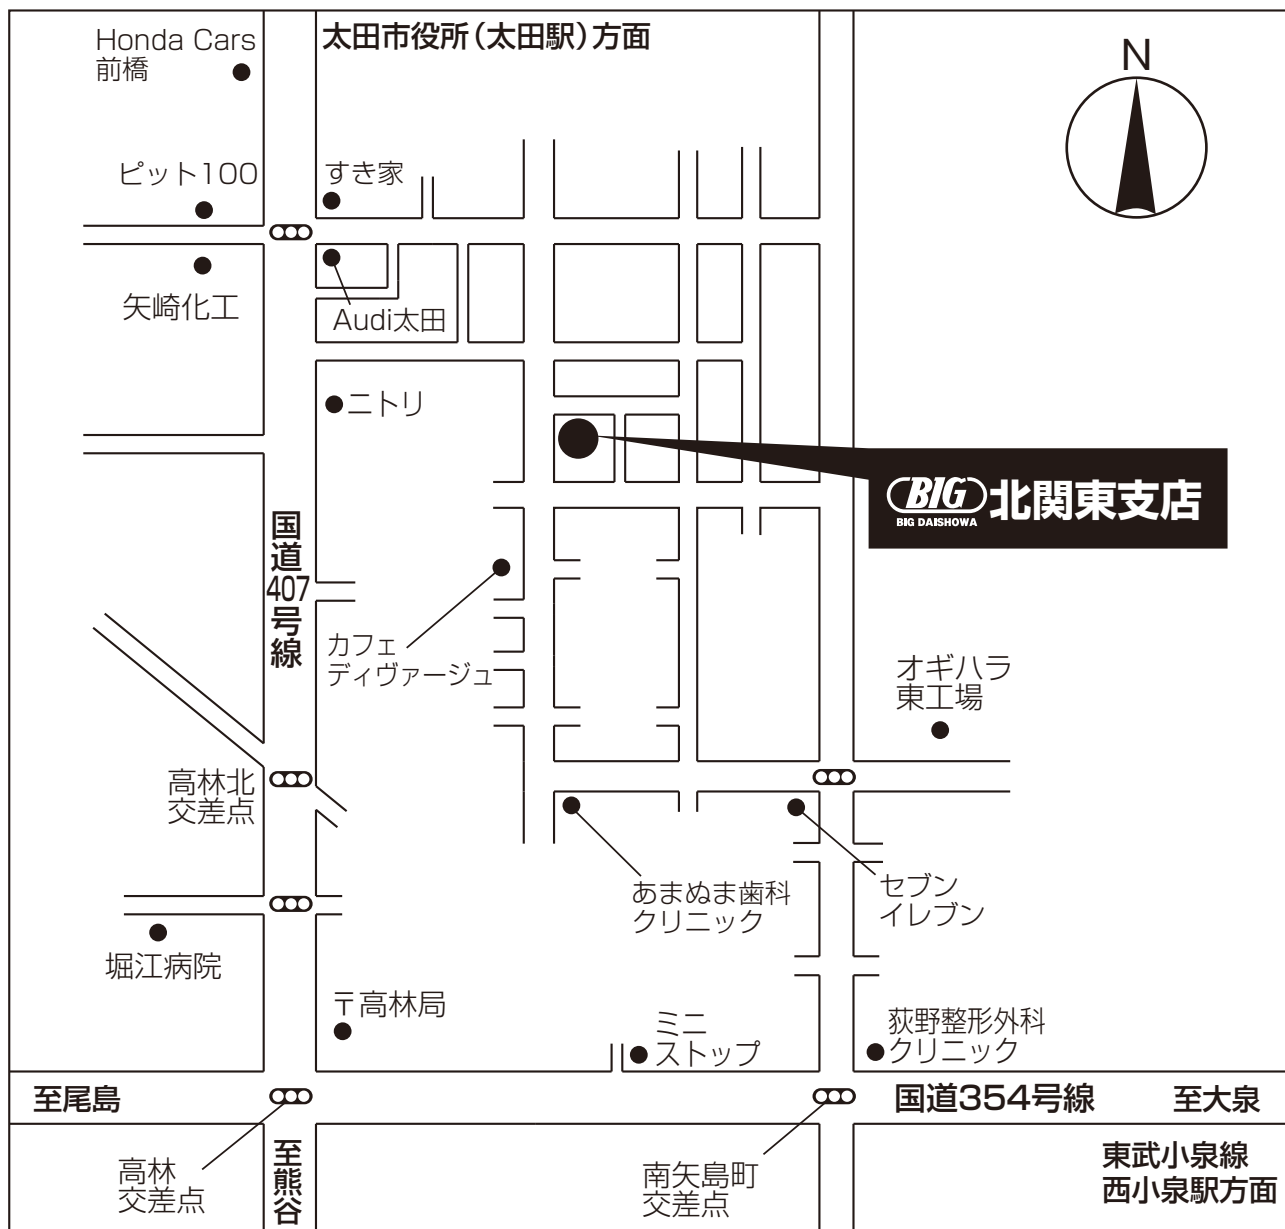 Honda Cars
前橋
太田市役所(太田駅)方面
N
ピット100
すき家
矢崎化工
Audi太田
ニトリ
BIG
BIG DAISHOWA
北関東支店
国道407号線
カフェ
ディヴァージュ
オギハラ
東工場
高林北
交差点
あまぬま歯科
クリニック
セブン
イレブン
堀江病院
〒高林局
ミニ
ストップ
荻野整形外科
クリニック
至尾島
国道354号線
至大泉
高林
交差点
至熊谷
南矢島町
交差点
東武小泉線
西小泉駅方面